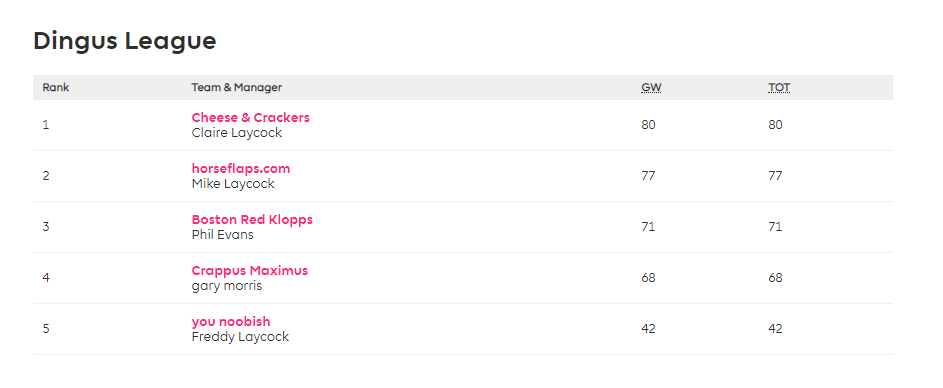 Dingus League
Rank Team & Manager GW TOT
1 Cheese & Crackers 80 80
Claire Laycock
2 horseflaps.com 77 77
Mike Laycock
3 Boston Red Klopps 71 71
Phil Evans
4 Crappus Maximus 68 68
gary morris
5 you noobish 42 42
Freddy Laycock